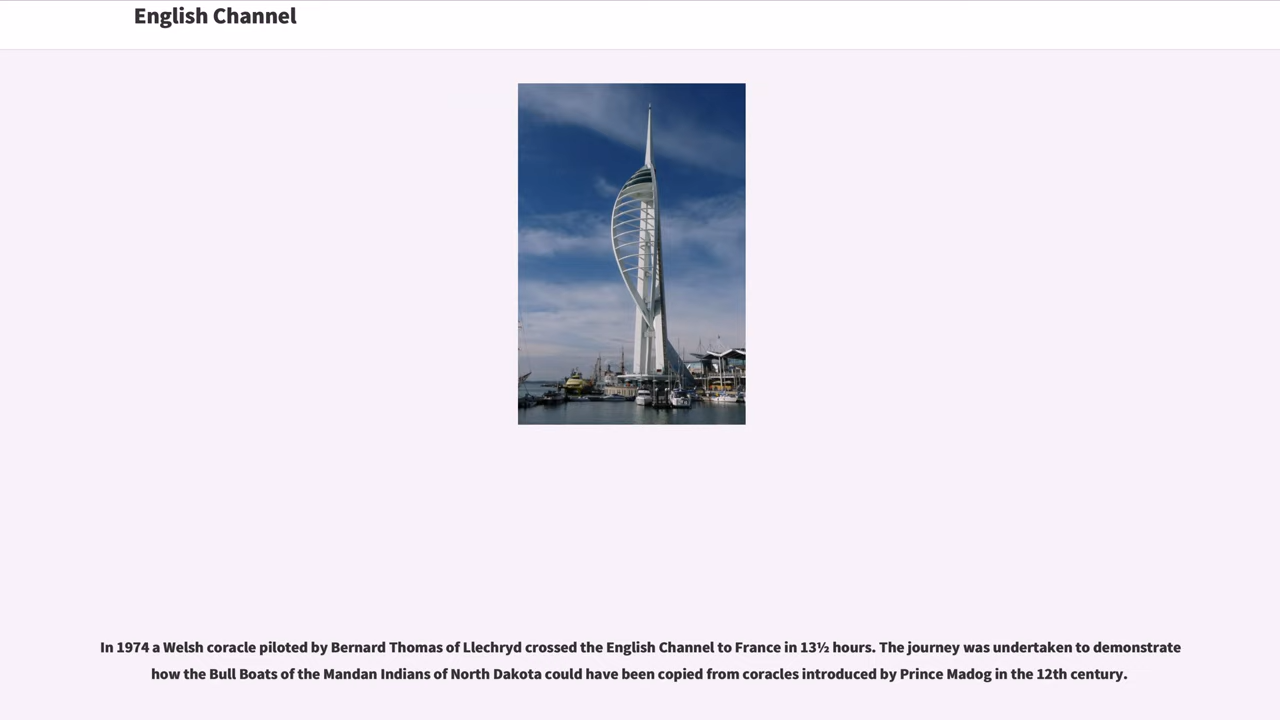 English Channel
In 1974 a Welsh coracle piloted by Bernard Thomas of Llechryd crossed the English Channel to France in 13½ hours. The journey was undertaken to demonstrate
how the Bull Boats of the Mandan Indians of North Dakota could have been copied from coracles introduced by Prince Madog in the 12th century.